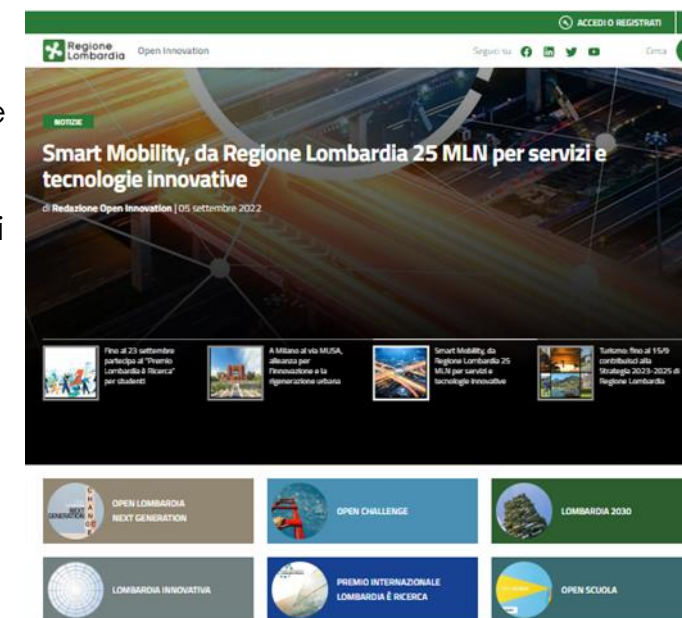 ACCEDI O REGISTRATI
Regione
Lombardia
Open Innovation
Seguici su
Cerca
e
i
NOTIZIE
Smart Mobility, da Regione Lombardia 25 MLN per servizi e
tecnologie innovative
di Redazione Open Innovation | 05 settembre 2022
Fino al 23 settembre
partecipa al "Premio
Lombardia è Ricerca"
per studenti
A Milano al via MUSA,
alleanza per
l'innovazione e la
rigenerazione urbana
Smart Mobility, da
Regione Lombardia 25
MLN per servizi e
tecnologie innovative
Turismo: fino al 15/9
contribuisci alla
Strategia 2023-2025 di
Regione Lombardia
NEXT
GENERATION
CHANCE
OPEN LOMBARDIA
NEXT GENERATION
OPEN CHALLENGE
LOMBARDIA 2030
LOMBARDIA INNOVATIVA
PREMIO INTERNAZIONALE
LOMBARDIA È RICERCA
OPEN SCUOLA